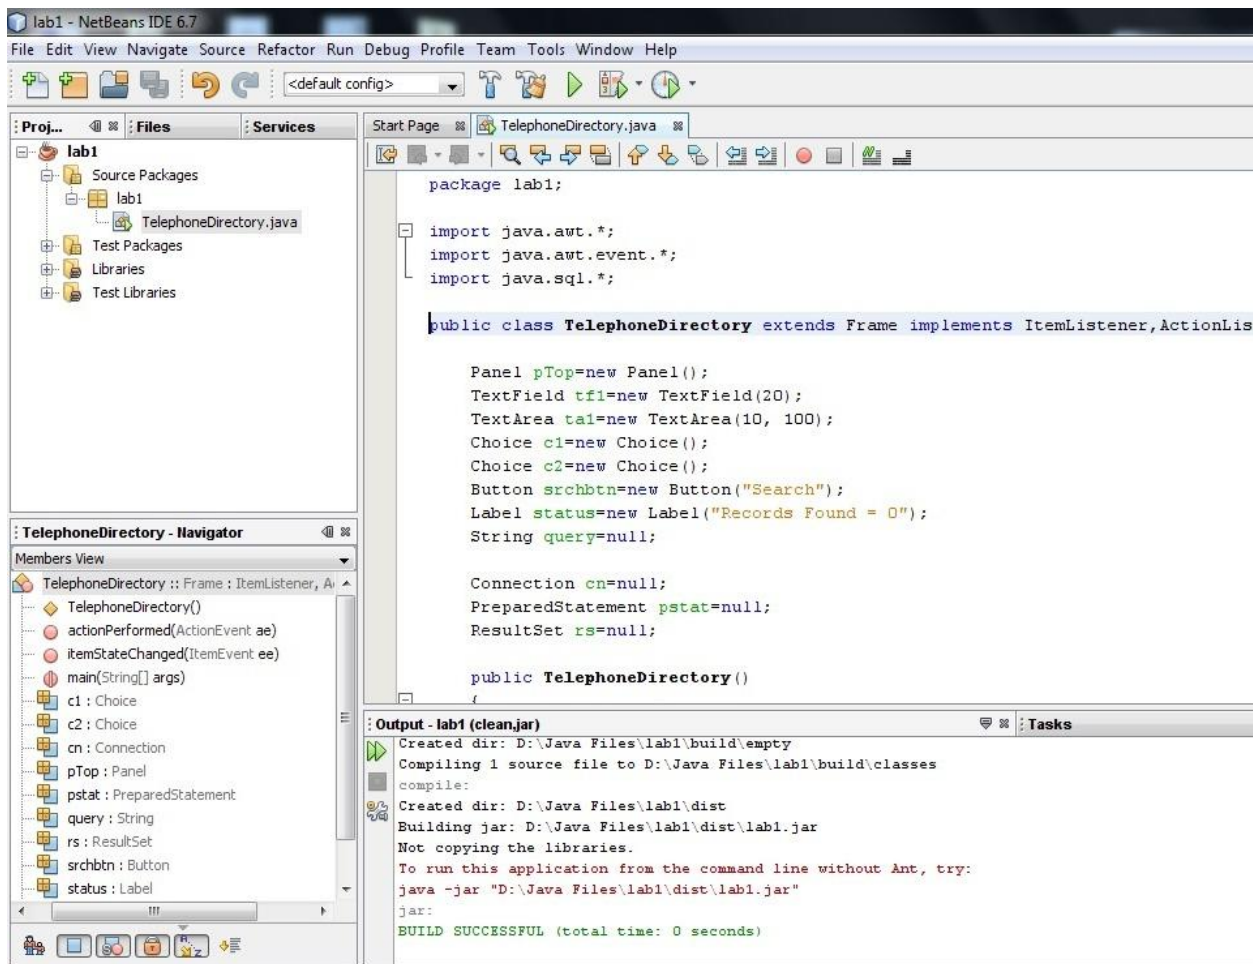 lab1 - NetBeans IDE 6.7
File Edit View Navigate Source Refactor Run Debug Profile Team Tools Window Help
<default config>
Proj... Files Services
lab1
Source Packages
lab1
TelephoneDirectory.java
Test Packages
Libraries
Test Libraries
TelephoneDirectory - Navigator
Members View
TelephoneDirectory :: Frame : ItemListener, A
TelephoneDirectory()
actionPerformed(ActionEvent ae)
itemStateChanged(ItemEvent ee)
main(String[] args)
c1 : Choice
c2 : Choice
cn : Connection
pTop : Panel
pstat : PreparedStatement
query : String
rs : ResultSet
srchbtn : Button
status : Label
Start Page TelephoneDirectory.java
package lab1;
import java.awt.*;
import java.awt.event.*;
import java.sql.*;
public class TelephoneDirectory extends Frame implements ItemListener,ActionLis
Panel pTop=new Panel();
TextField tf1=new TextField(20);
TextArea ta1=new TextArea(10, 100);
Choice c1=new Choice();
Choice c2=new Choice();
Button srchbtn=new Button("Search");
Label status=new Label("Records Found = 0");
String query=null;
Connection cn=null;
PreparedStatement pstat=null;
ResultSet rs=null;
public TelephoneDirectory()
{
Output - lab1 (clean,jar) Tasks
Created dir: D:\Java Files\lab1\build\empty
Compiling 1 source file to D:\Java Files\lab1\build\classes
compile:
Created dir: D:\Java Files\lab1\dist
Building jar: D:\Java Files\lab1\dist\lab1.jar
Not copying the libraries.
To run this application from the command line without Ant, try:
java -jar "D:\Java Files\lab1\dist\lab1.jar"
jar:
BUILD SUCCESSFUL (total time: 0 seconds)